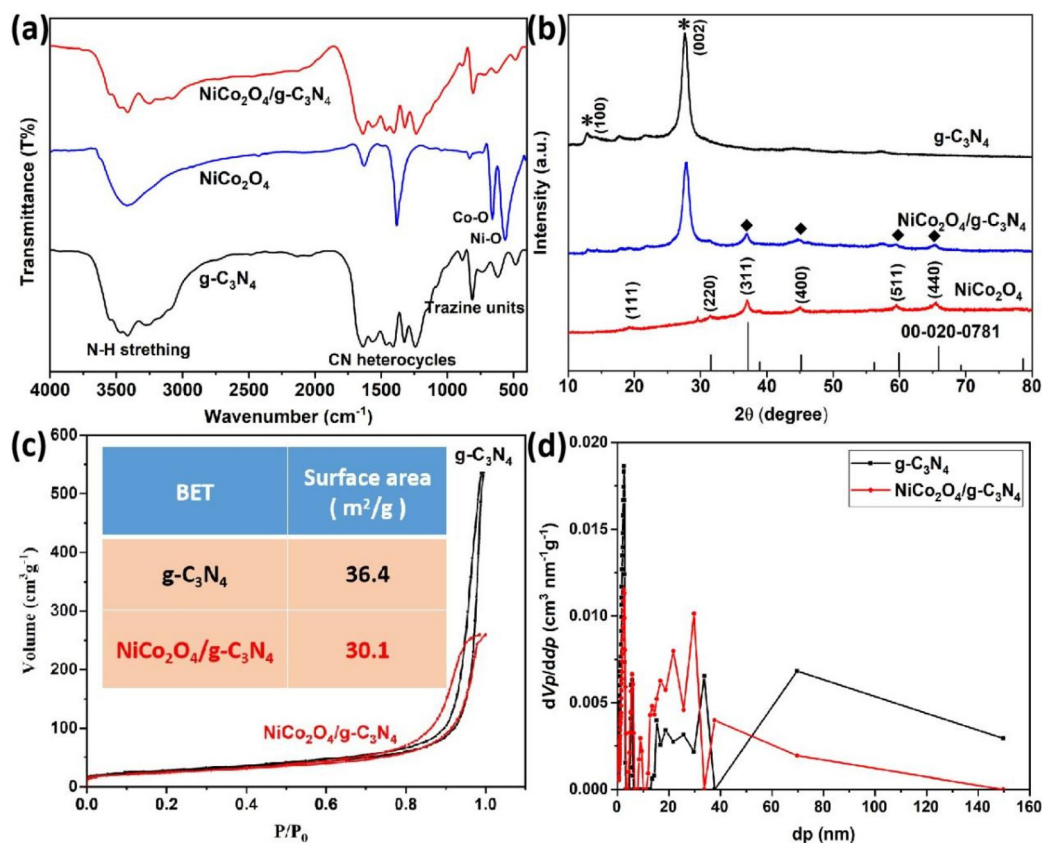 (a)
NiCo₂O₄/g-C₃N₄
NiCo₂O₄
Co-O
Ni-O
g-C₃N₄
Trazine units
N-H strething
CN heterocycles
Transmittance (T%)
4000 3500 3000 2500 2000 1500 1000 500
Wavenumber (cm⁻¹)
(b)
*
(002)
*
(100)
g-C₃N₄
NiCo₂O₄/g-C₃N₄
◆ ◆ ◆ ◆
(111) (220) (311) (400) (511) (440)
NiCo₂O₄
00-020-0781
Intensity (a.u.)
10 20 30 40 50 60 70 80
2θ (degree)
(c)
600
500
400
300
200
100
0
Volume (cm³g⁻¹)
g-C₃N₄
BET Surface area
( m²/g )
g-C₃N₄ 36.4
NiCo₂O₄/g-C₃N₄ 30.1
NiCo₂O₄/g-C₃N₄
0.0 0.2 0.4 0.6 0.8 1.0
P/P₀
(d)
0.020
0.015
0.010
0.005
0.000
dVp/ddp (cm³ nm⁻¹g⁻¹)
g-C₃N₄
NiCo₂O₄/g-C₃N₄
0 20 40 60 80 100 120 140 160
dp (nm)